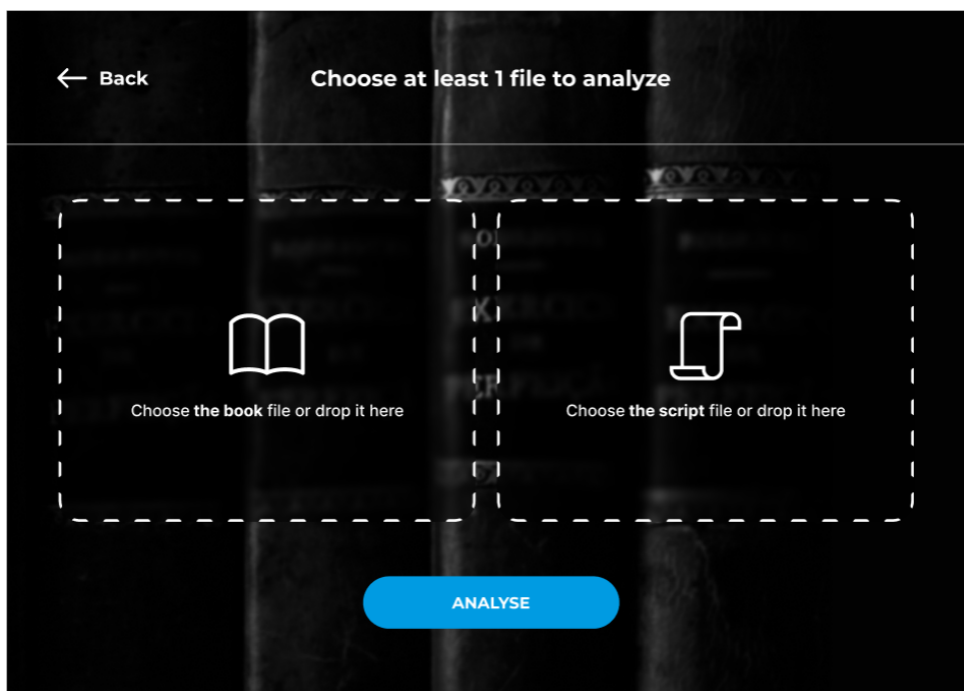 Back
Choose at least 1 file to analyze
Choose the book file or drop it here
Choose the script file or drop it here
ANALYSE